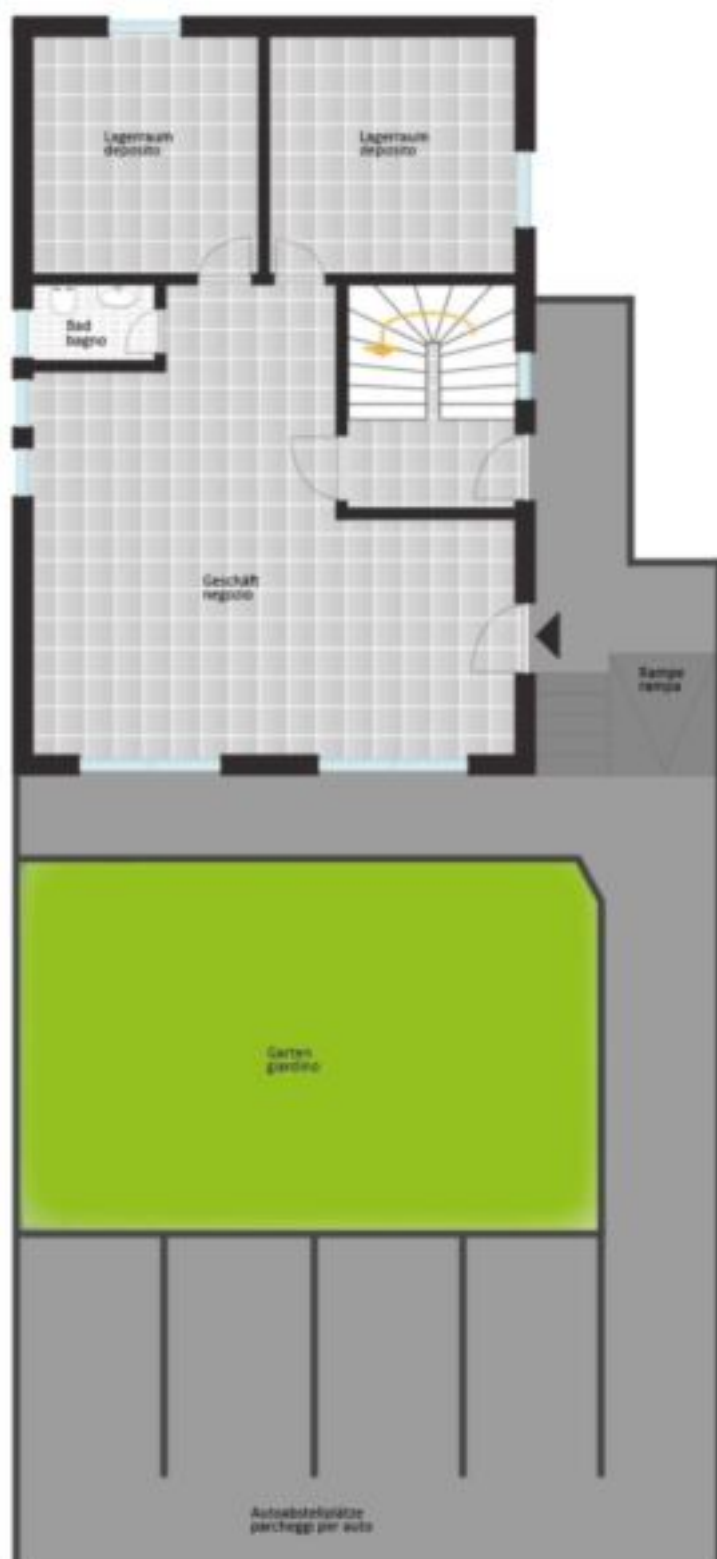 Lagerraum
deposito
Lagerraum
deposito
Bad
bagno
Geschäft
negozio
Rampe
rampa
Garten
giardino
Autoabstellplätze
parcheggi per auto